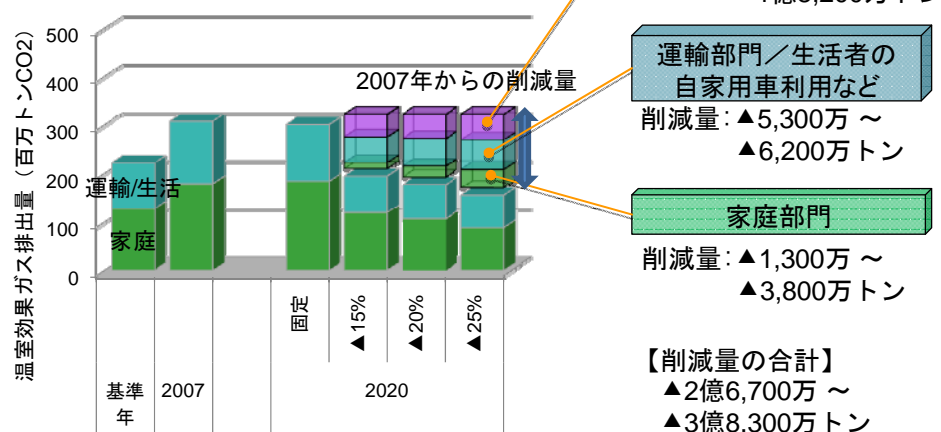 500
400
300
200
100
0
温室効果ガス排出量（百万トンCO2）
2007年からの削減量
運輸/生活
家庭
固定
▲15%
▲20%
▲25%
基準
年
2007
2020
運輸部門／生活者の
自家用車利用など
削減量：▲5,300万 ～
▲6,200万トン
家庭部門
削減量：▲1,300万 ～
▲3,800万トン
【削減量の合計】
▲2億6,700万 ～
▲3億8,300万トン